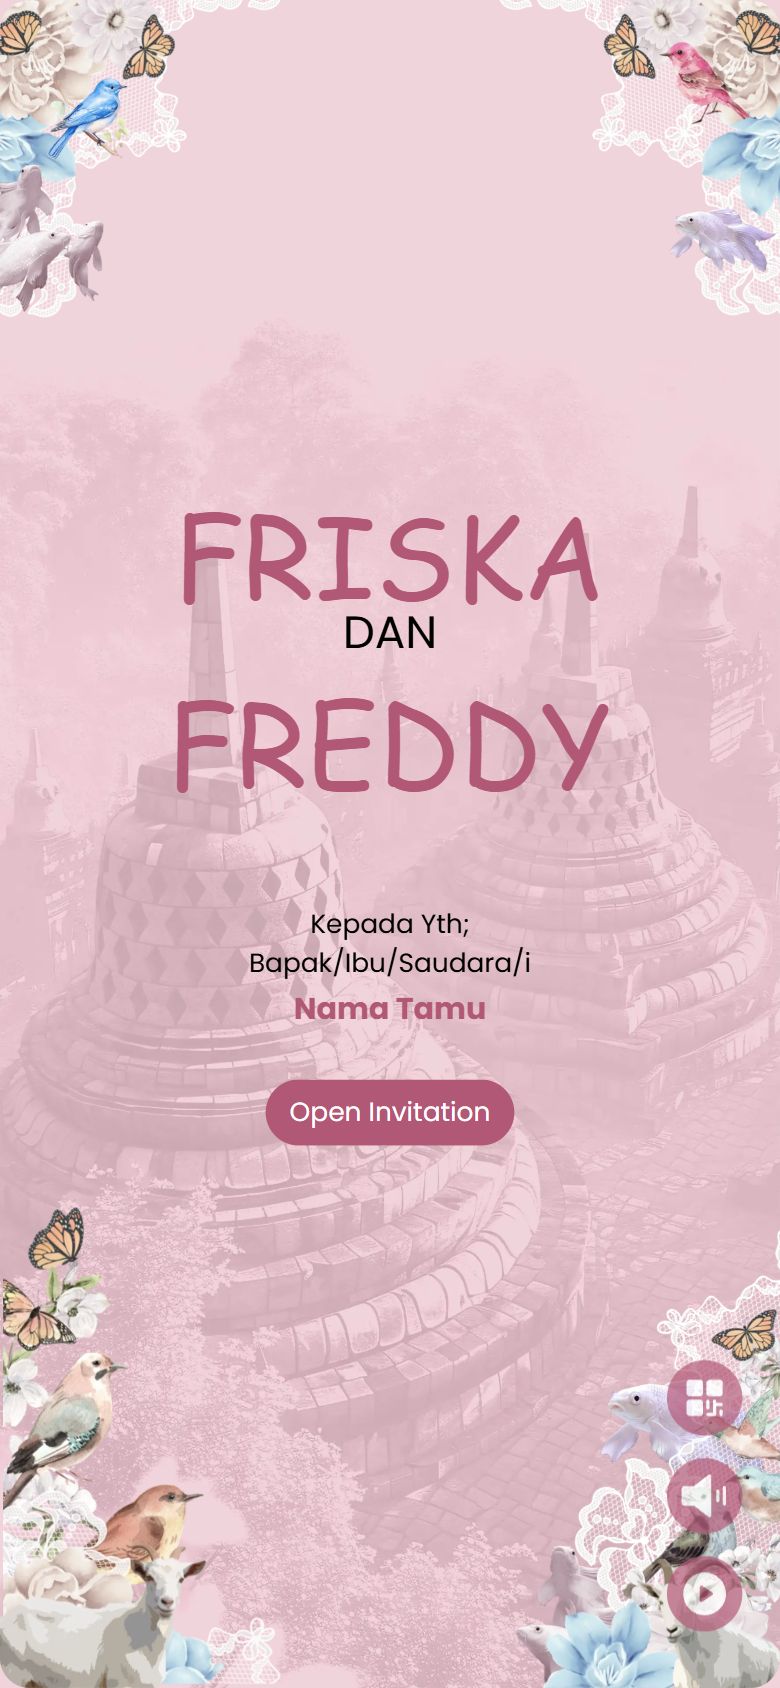 FRISKA
DAN
FREDDY
Kepada Yth;
Bapak/Ibu/Saudara/i
Nama Tamu
Open Invitation